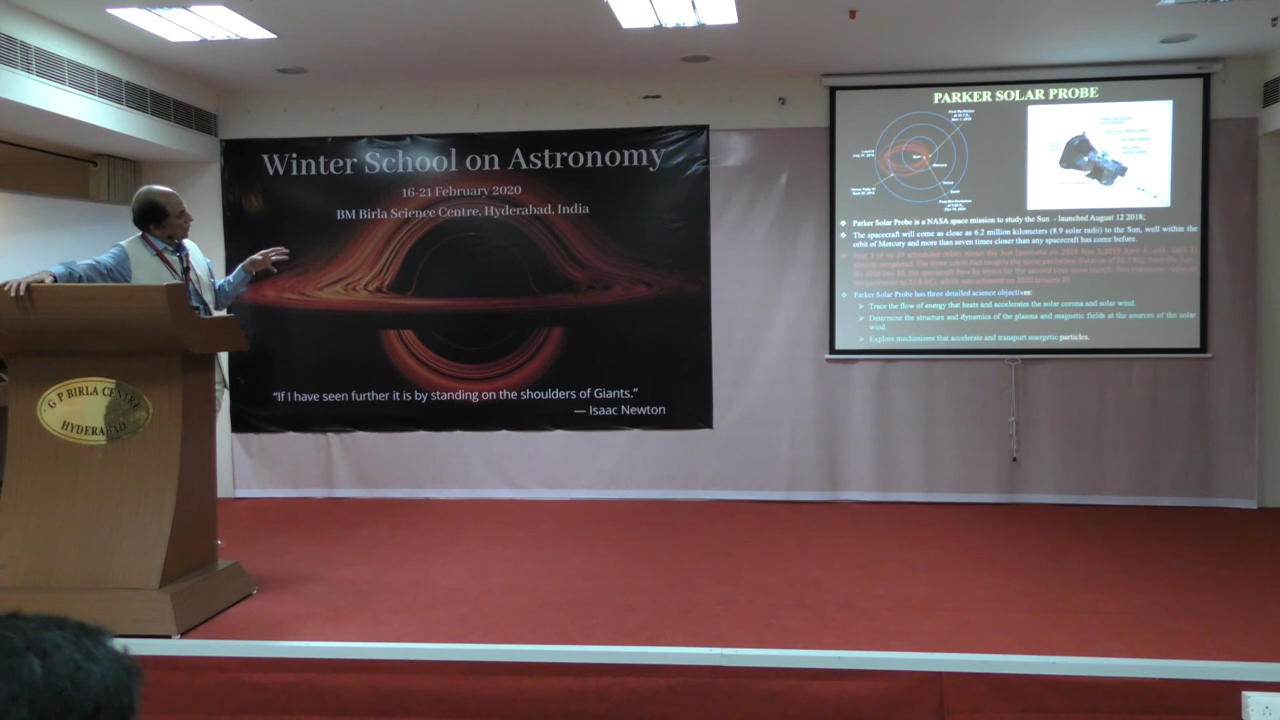 Winter School on Astronomy
16-21 February 2020
BM Birla Science Centre, Hyderabad, India
“If I have seen further it is by standing on the shoulders of Giants.”
— Isaac Newton
G P BIRLA CENTRE
HYDERABAD
PARKER SOLAR PROBE
❖ Parker Solar Probe is a NASA space mission to study the Sun - launched August 12 2018;
❖ The spacecraft will come as close as 6.2 million kilometers (8.9 solar radii) to the Sun, well within the
orbit of Mercury and more than seven times closer than any spacecraft has come before.
❖ Parker Solar Probe has three detailed science objectives:
➢ Trace the flow of energy that heats and accelerates the solar corona and solar wind.
➢ Determine the structure and dynamics of the plasma and magnetic fields at the sources of the solar
wind.
➢ Explore mechanisms that accelerate and transport energetic particles.